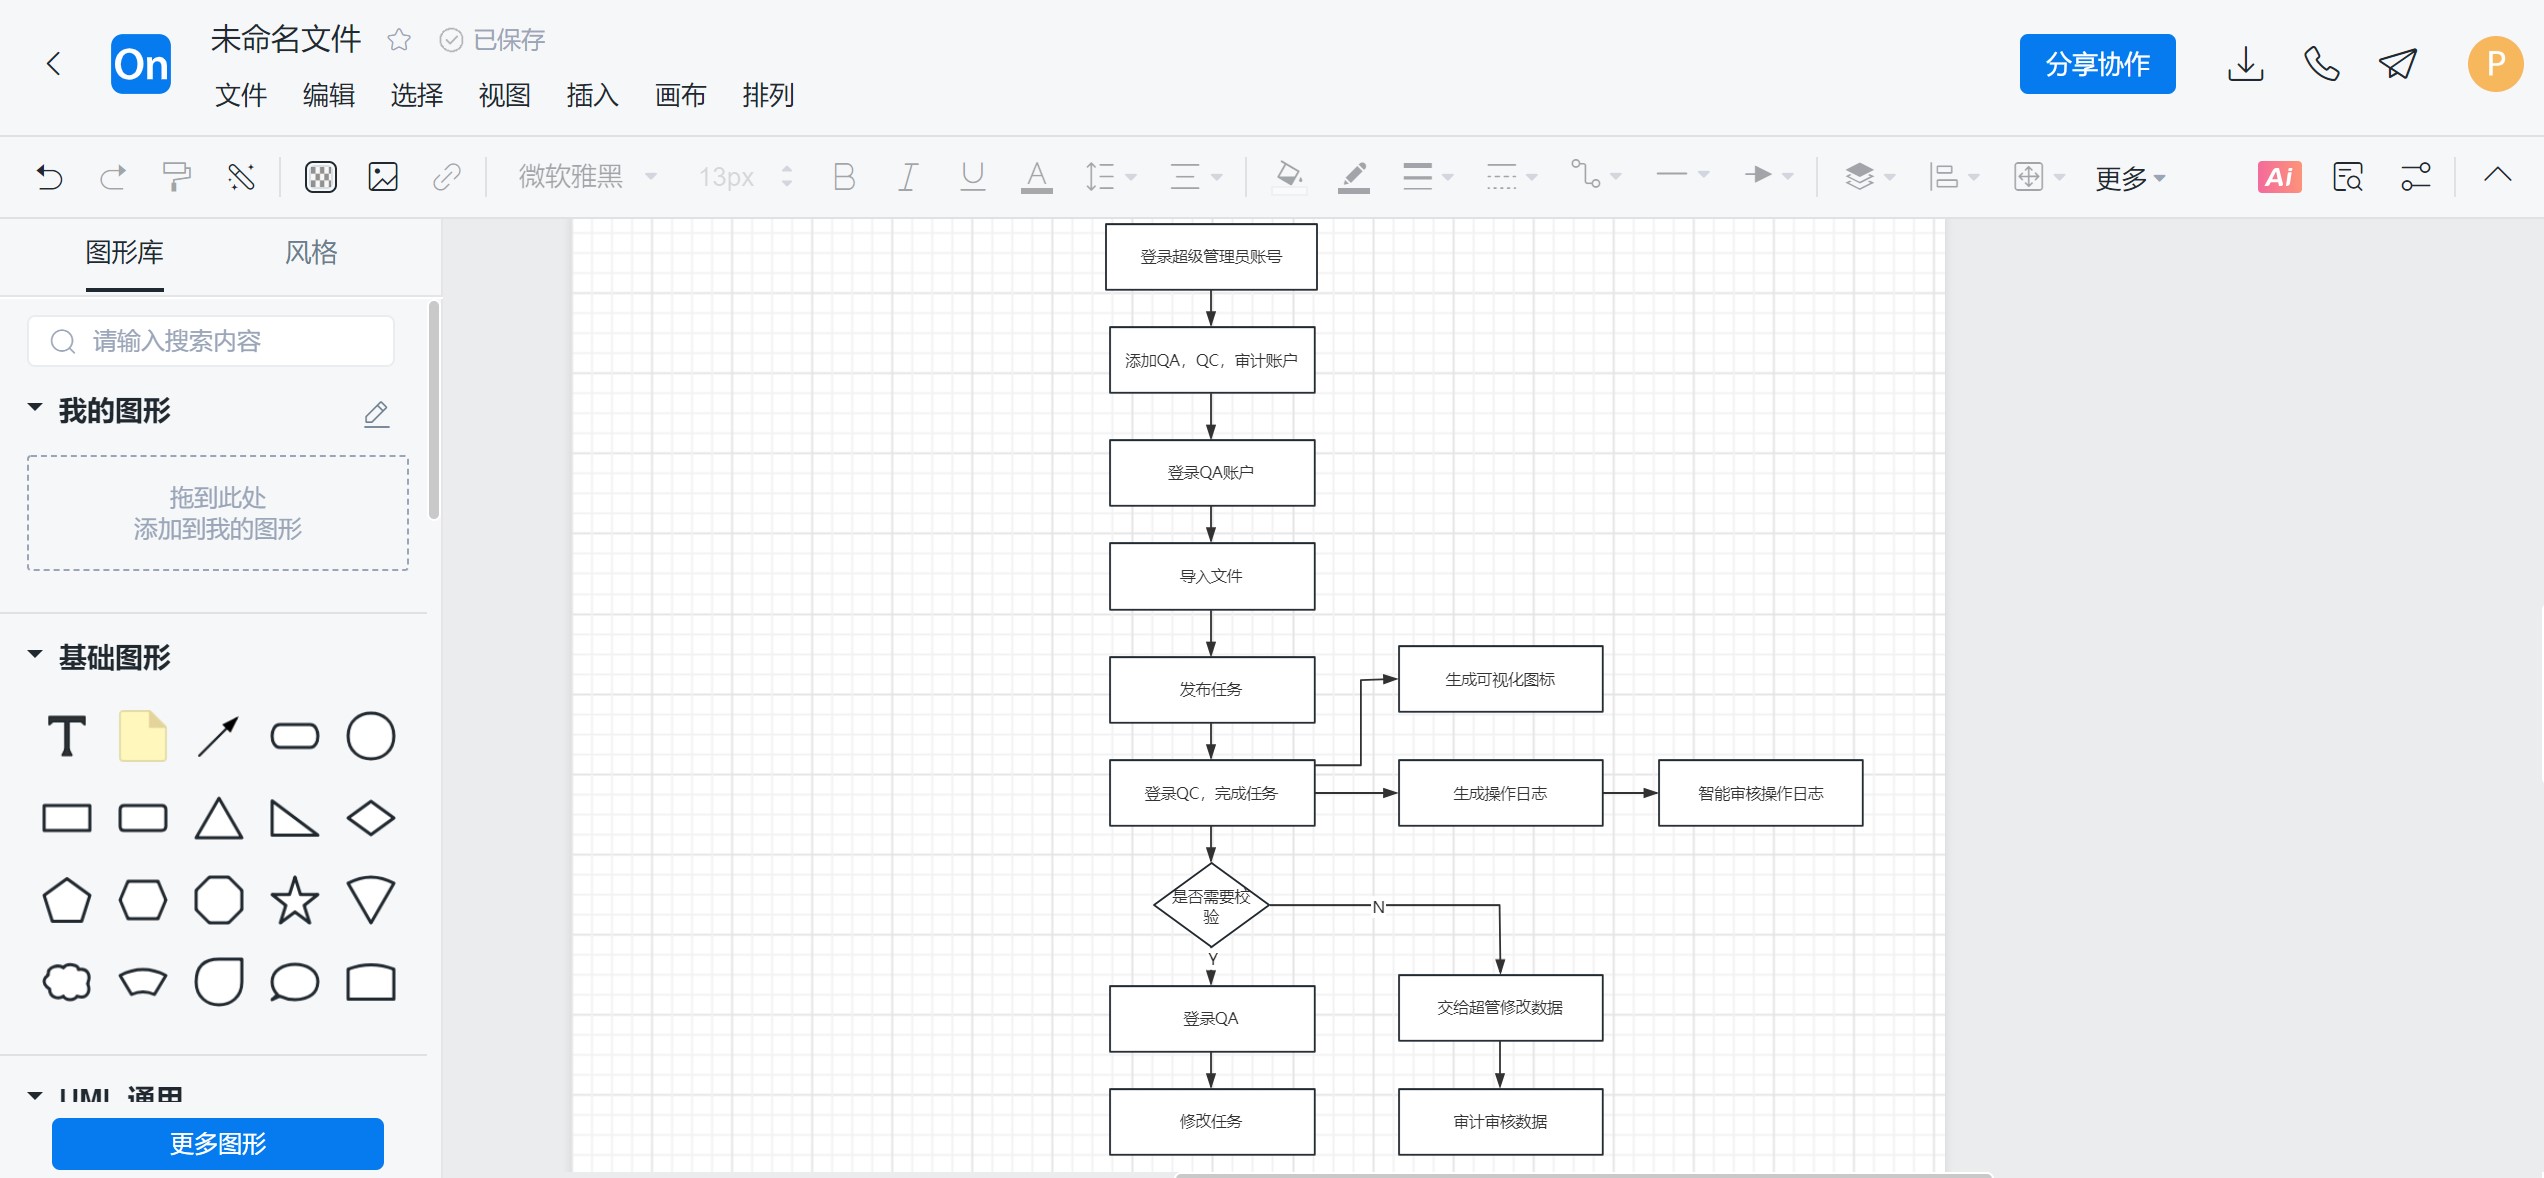 On
未命名文件
已保存
文件 编辑 选择 视图 插入 画布 排列
分享协作
P
微软雅黑
13px
B I U A
更多
Ai
图形库 风格
请输入搜索内容
我的图形
拖到此处
添加到我的图形
基础图形
T
UML 通用
更多图形
登录超级管理员账号
添加QA，QC，审计账户
登录QA账户
导入文件
发布任务
生成可视化图标
登录QC，完成任务
生成操作日志
智能审核操作日志
是否需要校
验
N
Y
登录QA
交给超管修改数据
修改任务
审计审核数据